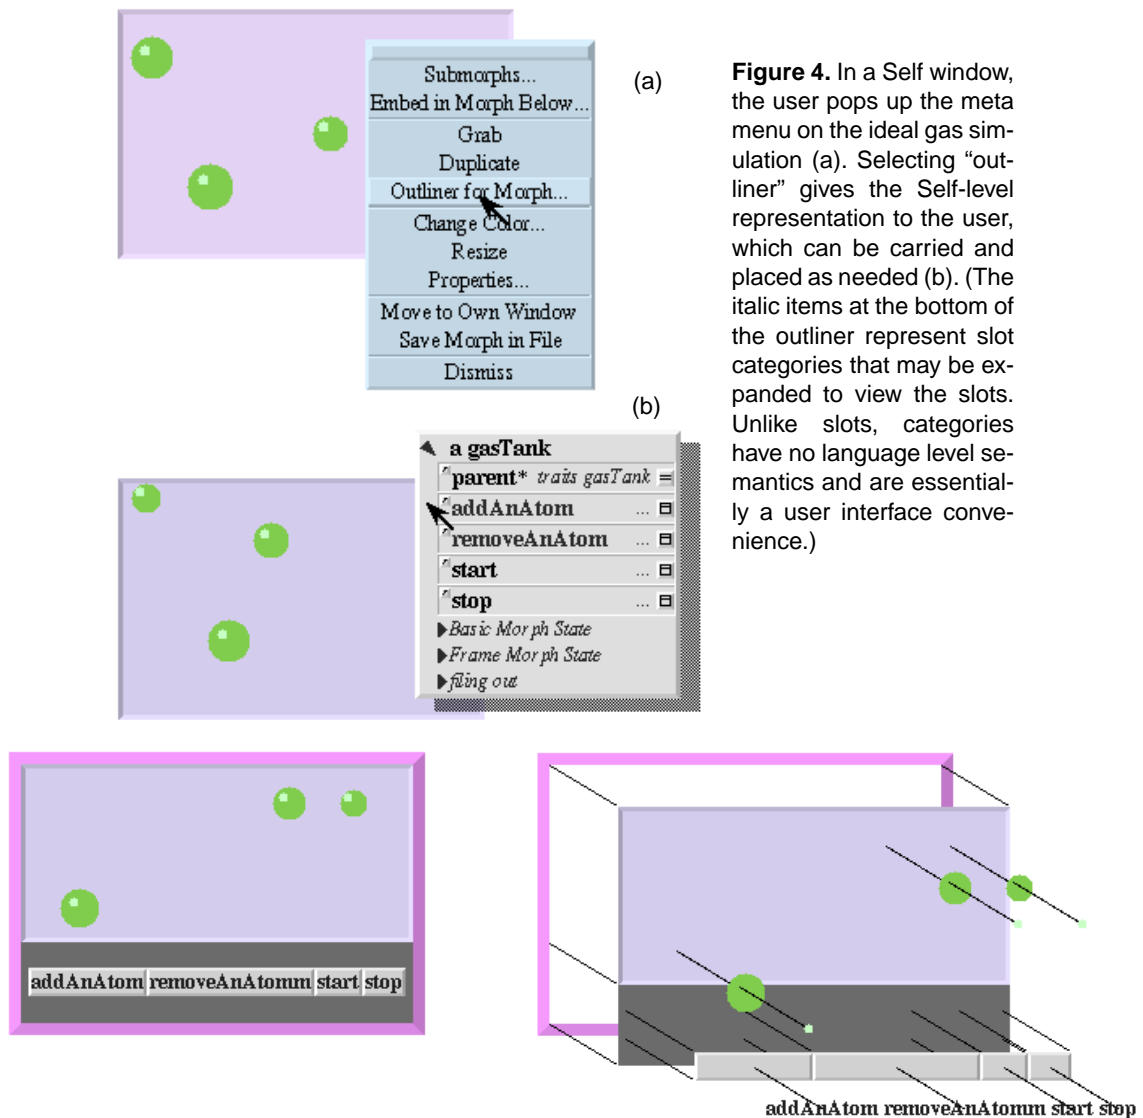 Submorphs...
Embed in Morph Below...
Grab
Duplicate
Outliner for Morph...
Change Color...
Resize
Properties...
Move to Own Window
Save Morph in File
Dismiss
(a)
Figure 4. In a Self window,
the user pops up the meta
menu on the ideal gas sim-
ulation (a). Selecting “out-
liner” gives the Self-level
representation to the user,
which can be carried and
placed as needed (b). (The
italic items at the bottom of
the outliner represent slot
categories that may be ex-
panded to view the slots.
Unlike slots, categories
have no language level se-
mantics and are essential-
ly a user interface conve-
nience.)
(b)
a gasTank
parent* traits gasTank =
addAnAtom ...
removeAnAtom ...
start ...
stop ...
Basic Morph State
Frame Morph State
filing out
addAnAtom removeAnAtomm start stop
addAnAtom removeAnAtomm start stop